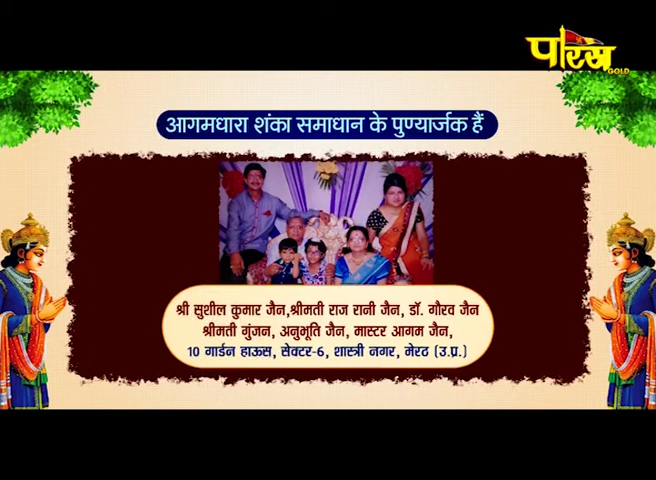 पारस
GOLD
आगमधारा शंका समाधान के पुण्यार्जक हैं
श्री सुशील कुमार जैन,श्रीमती राज रानी जैन, डॉ. गौरव जैन
श्रीमती गुंजन, अनुभूति जैन, मास्टर आगम जैन,
10 गार्डन हाऊस, सेक्टर-6, शास्त्री नगर, मेरठ (उ.प्र.)